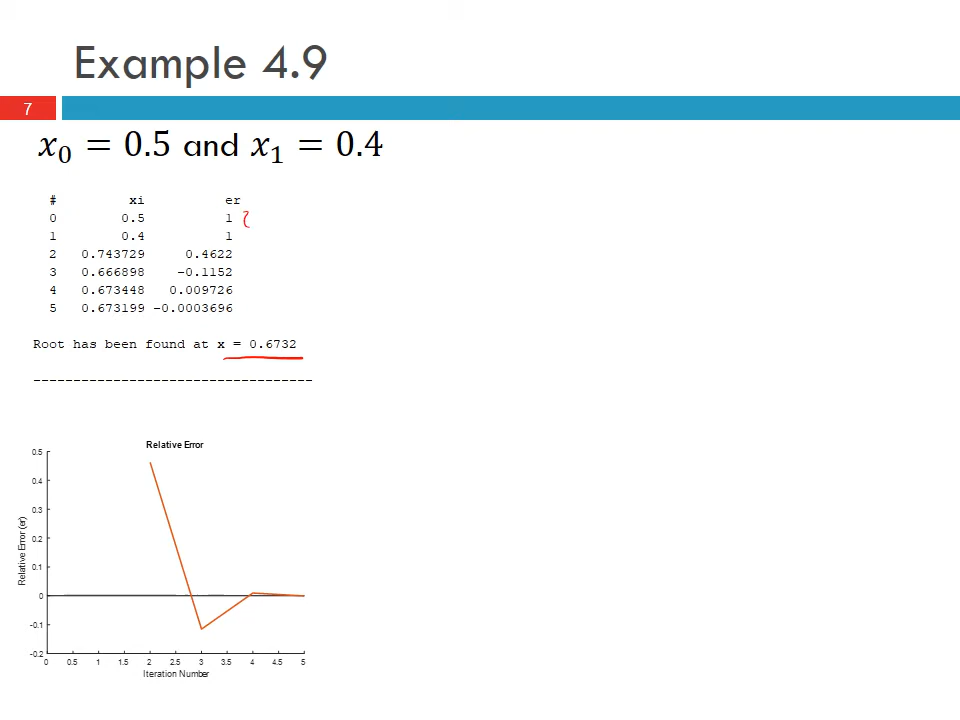 Example 4.9
7
x₀ = 0.5 and x₁ = 0.4
# xi er
0 0.5 1
1 0.4 1
2 0.743729 0.4622
3 0.666898 -0.1152
4 0.673448 0.009726
5 0.673199 -0.0003696
Root has been found at x = 0.6732
-----------------------------------
Relative Error
0.5
0.4
0.3
0.2
0.1
0
-0.1
-0.2
Relative Error (er)
0 0.5 1 1.5 2 2.5 3 3.5 4 4.5 5
Iteration Number